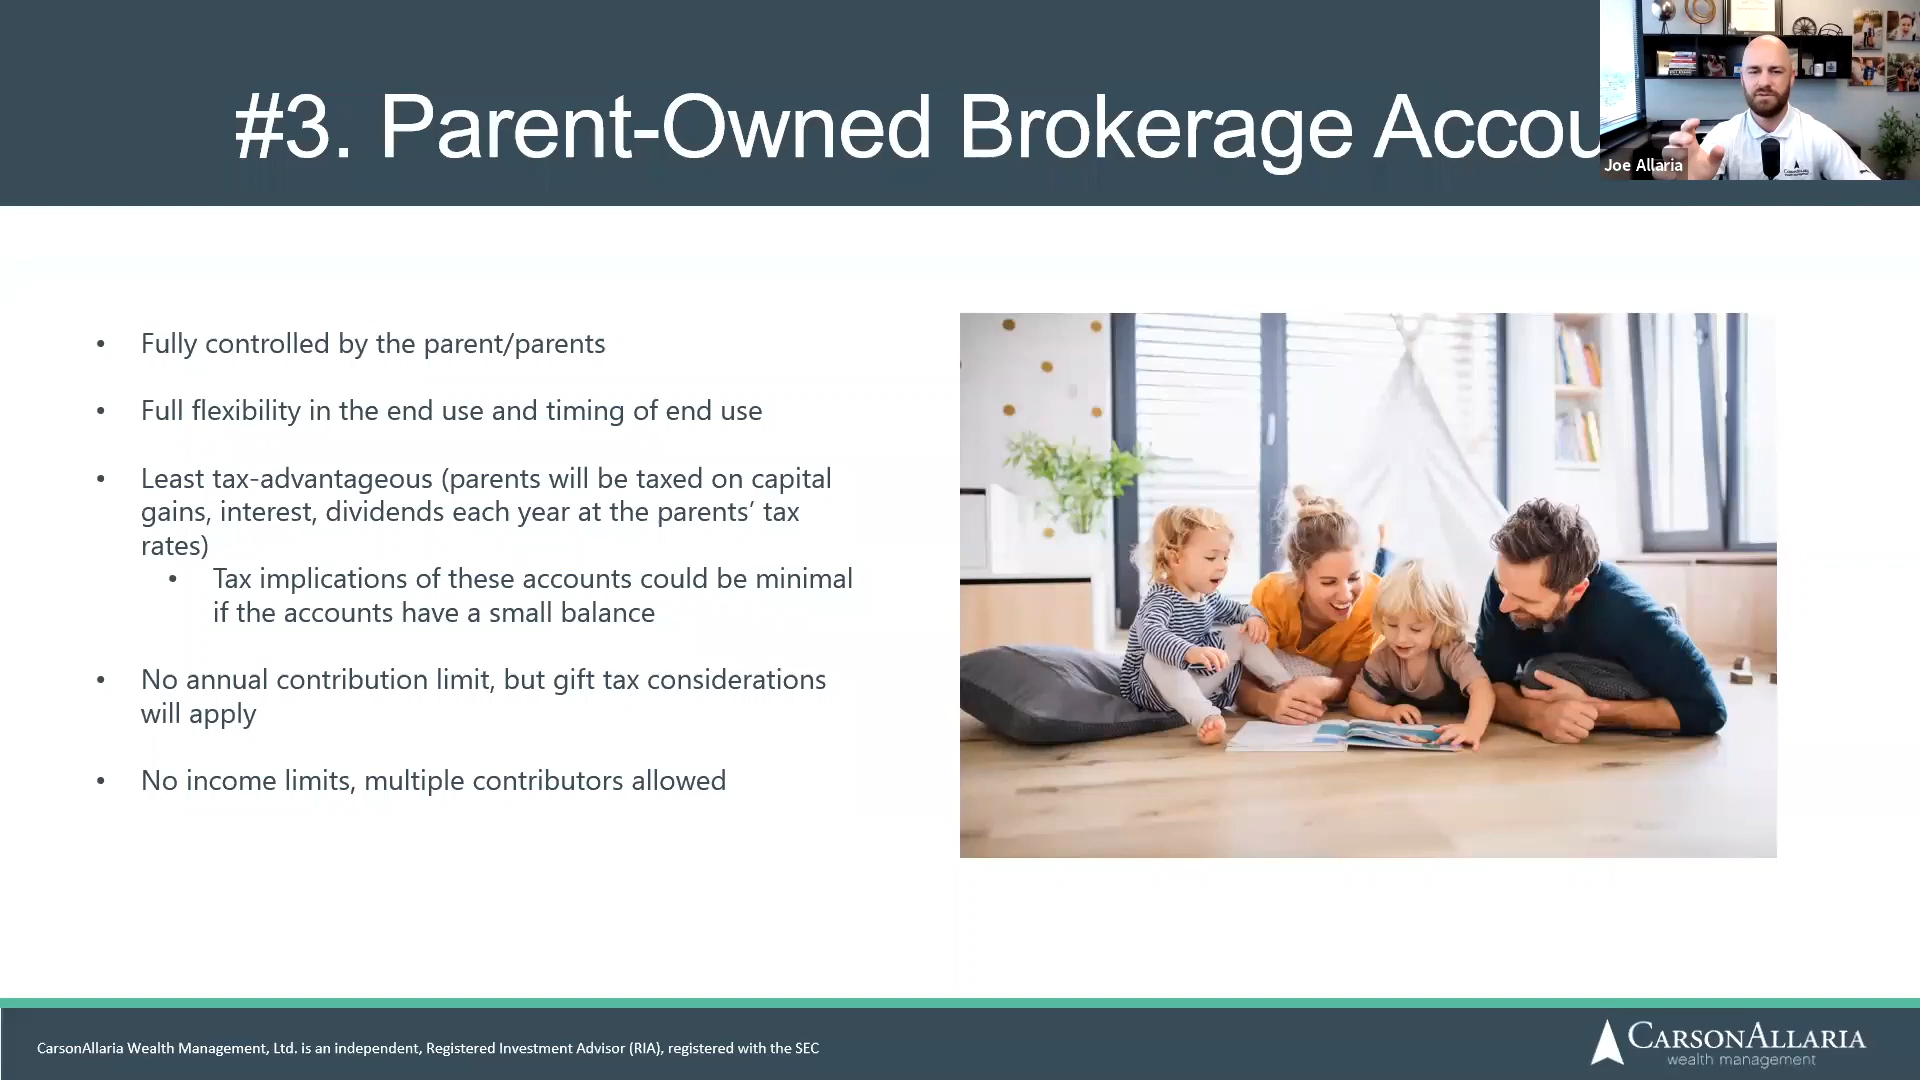 #3. Parent-Owned Brokerage Accou
Joe Allaria
• Fully controlled by the parent/parents
• Full flexibility in the end use and timing of end use
• Least tax-advantageous (parents will be taxed on capital
gains, interest, dividends each year at the parents’ tax
rates)
• Tax implications of these accounts could be minimal
if the accounts have a small balance
• No annual contribution limit, but gift tax considerations
will apply
• No income limits, multiple contributors allowed
CarsonAllaria Wealth Management, Ltd. is an independent, Registered Investment Advisor (RIA), registered with the SEC
CARSONALLARIA
wealth management